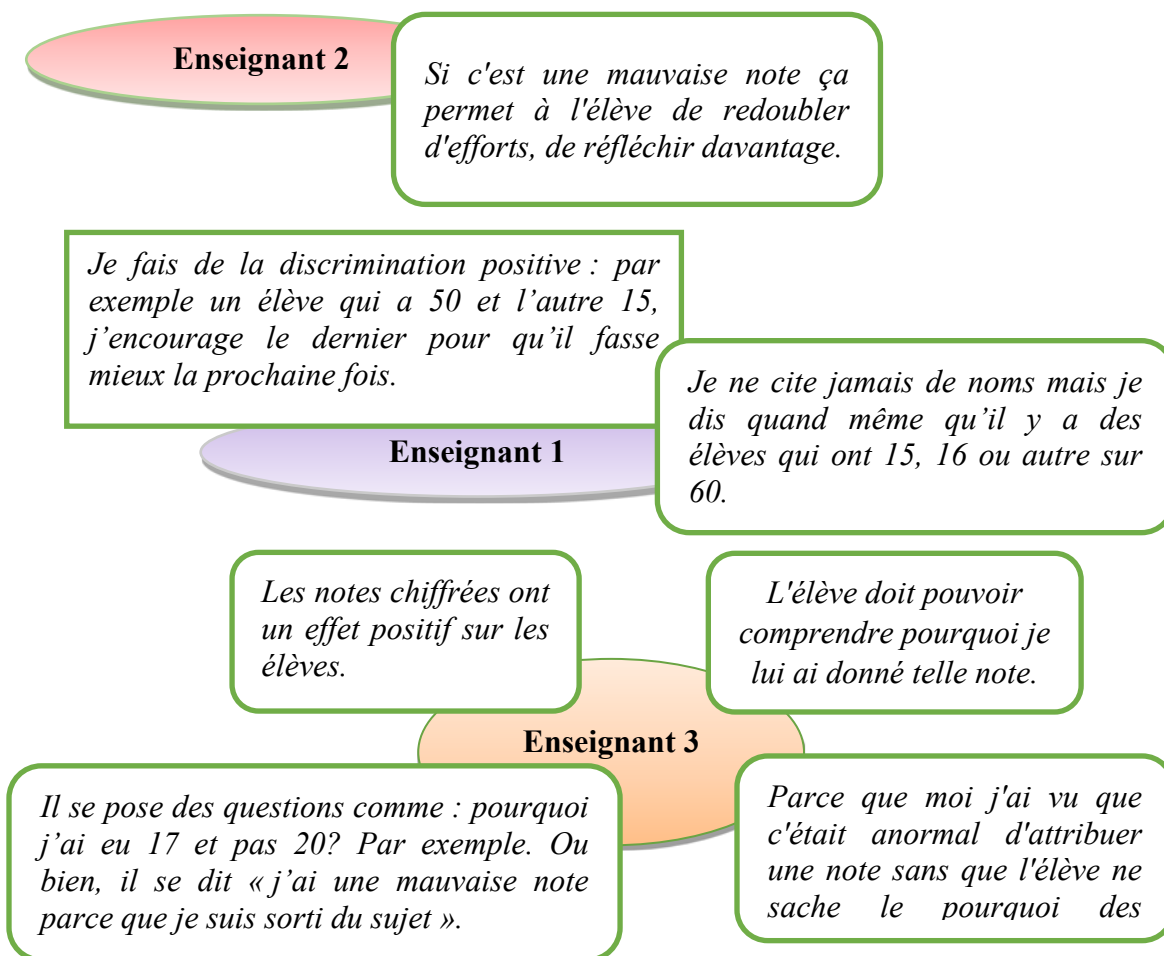 Enseignant 2
Si c'est une mauvaise note ça
permet à l'élève de redoubler
d'efforts, de réfléchir davantage.
Je fais de la discrimination positive : par
exemple un élève qui a 50 et l’autre 15,
j’encourage le dernier pour qu’il fasse
mieux la prochaine fois.
Je ne cite jamais de noms mais je
dis quand même qu’il y a des
élèves qui ont 15, 16 ou autre sur
60.
Enseignant 1
Les notes chiffrées ont
un effet positif sur les
élèves.
L'élève doit pouvoir
comprendre pourquoi je
lui ai donné telle note.
Enseignant 3
Il se pose des questions comme : pourquoi
j’ai eu 17 et pas 20? Par exemple. Ou
bien, il se dit « j’ai une mauvaise note
parce que je suis sorti du sujet ».
Parce que moi j'ai vu que
c'était anormal d'attribuer
une note sans que l'élève ne
sache le pourquoi des